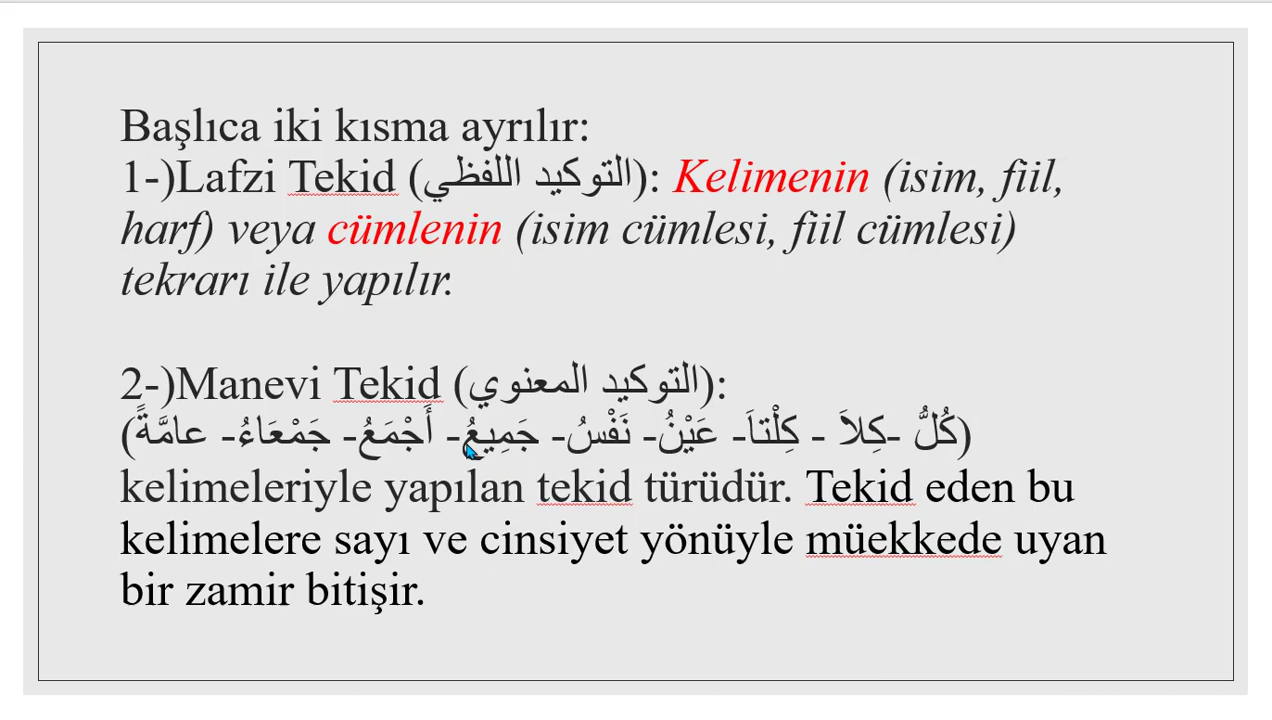 Başlıca iki kısma ayrılır:
1-)Lafzi Tekid (التوكيد اللفظي): Kelimenin (isim, fiil,
harf) veya cümlenin (isim cümlesi, fiil cümlesi)
tekrarı ile yapılır.
2-)Manevi Tekid (التوكيد المعنوي):
(كُلُّ -كِلاَ - كِلْتاَ- عَيْنُ- نَفْسُ- جَمِيعُ- أَجْمَعُ- جَمْعَاءُ- عامَّةً)
kelimeleriyle yapılan tekid türüdür. Tekid eden bu
kelimelere sayı ve cinsiyet yönüyle müekkede uyan
bir zamir bitişir.